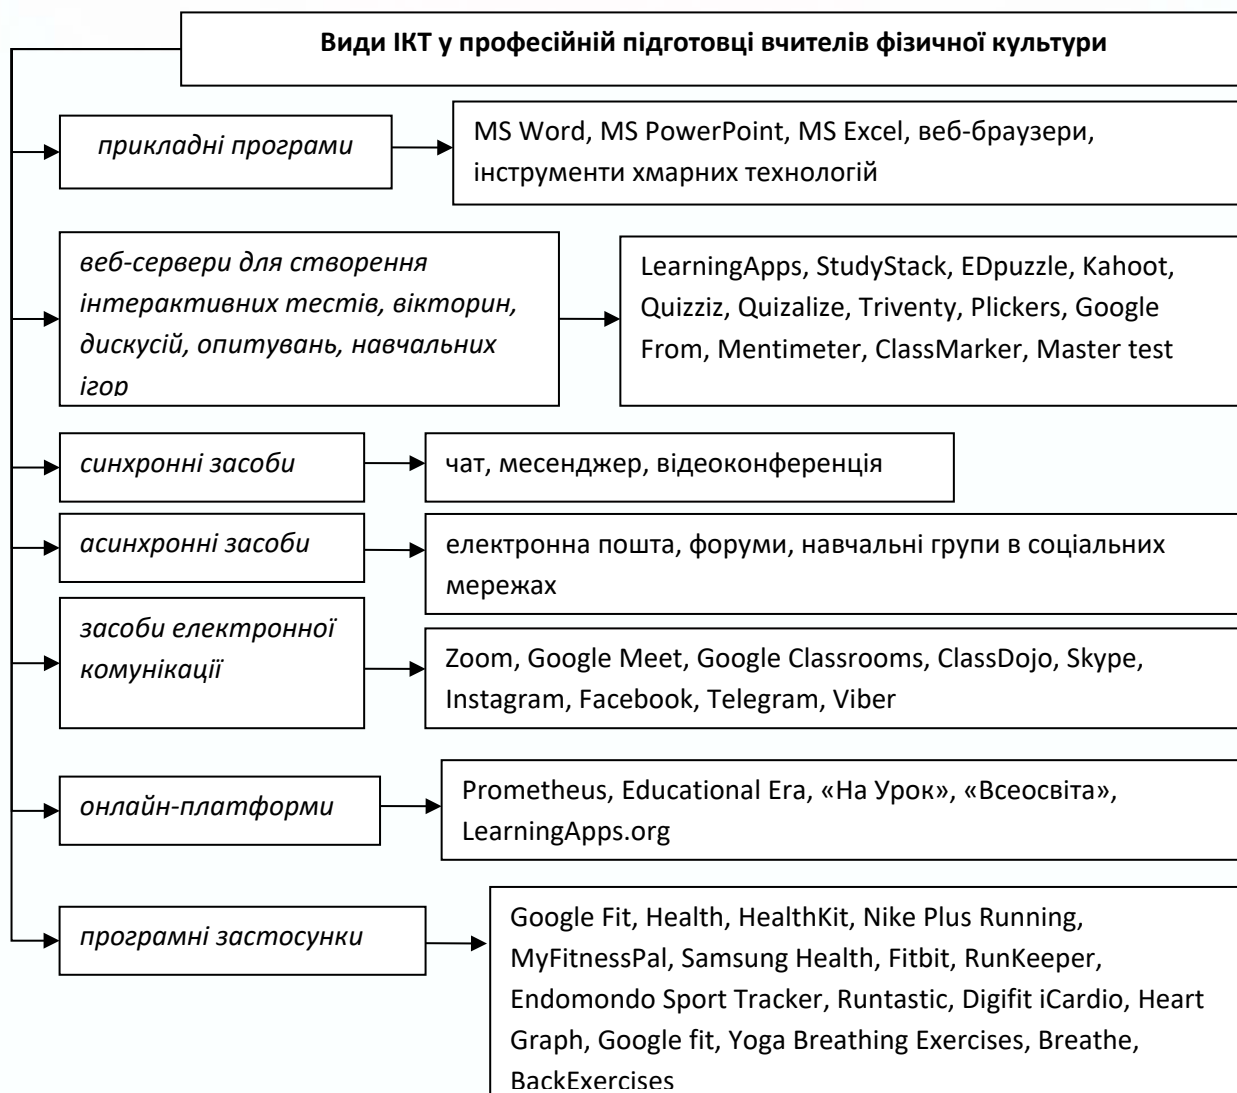 Види ІКТ у професійній підготовці вчителів фізичної культури
прикладні програми
MS Word, MS PowerPoint, MS Excel, веб-браузери,
інструменти хмарних технологій
веб-сервери для створення
інтерактивних тестів, вікторин,
дискусій, опитувань, навчальних
ігор
LearningApps, StudyStack, EDpuzzle, Kahoot,
Quizziz, Quizalize, Triventy, Plickers, Google
From, Mentimeter, ClassMarker, Master test
синхронні засоби
чат, месенджер, відеоконференція
асинхронні засоби
електронна пошта, форуми, навчальні групи в соціальних
мережах
засоби електронної
комунікації
Zoom, Google Meet, Google Classrooms, ClassDojo, Skype,
Instagram, Facebook, Telegram, Viber
онлайн-платформи
Prometheus, Educational Era, «На Урок», «Всеосвіта»,
LearningApps.org
програмні застосунки
Google Fit, Health, HealthKit, Nike Plus Running,
MyFitnessPal, Samsung Health, Fitbit, RunKeeper,
Endomondo Sport Tracker, Runtastic, Digifit iCardio, Heart
Graph, Google fit, Yoga Breathing Exercises, Breathe,
BackExercises